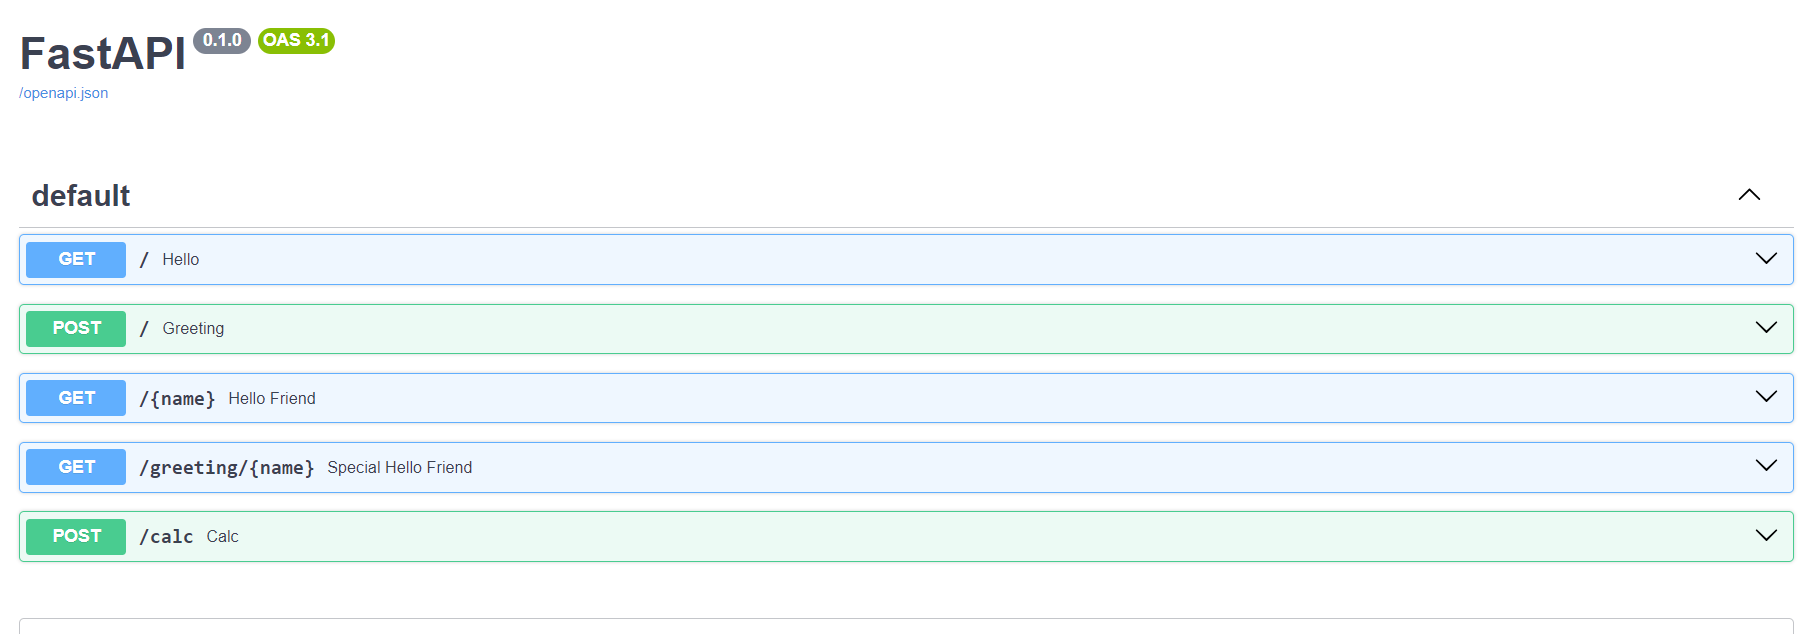 FastAPI 0.1.0 OAS 3.1
/openapi.json
default
GET / Hello
POST / Greeting
GET /{name} Hello Friend
GET /greeting/{name} Special Hello Friend
POST /calc Calc